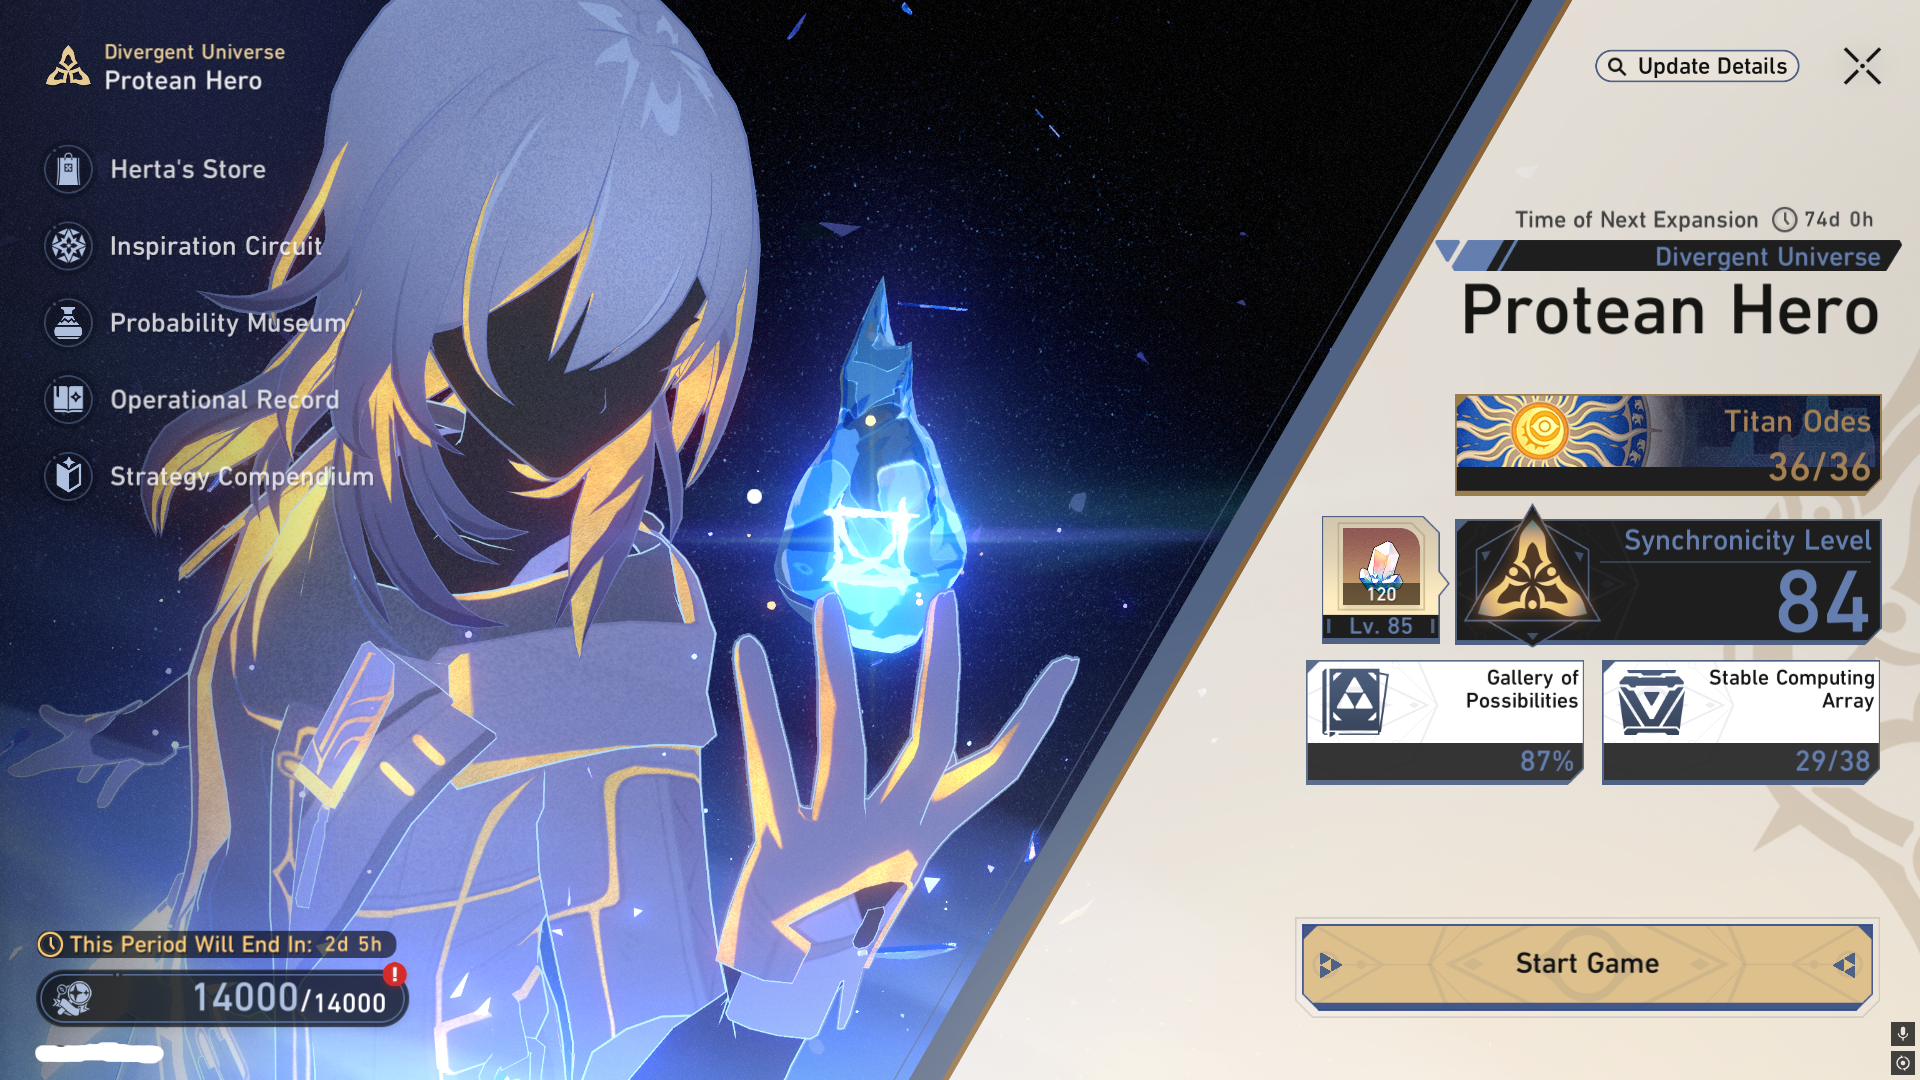 Divergent Universe
Protean Hero
Herta's Store
Inspiration Circuit
Probability Museum
Operational Record
Strategy Compendium
This Period Will End In: 2d 5h
14000/14000
Update Details
Time of Next Expansion 74d 0h
Divergent Universe
Protean Hero
Titan Odes
36/36
120
Lv. 85
Synchronicity Level
84
Gallery of
Possibilities
87%
Stable Computing
Array
29/38
Start Game